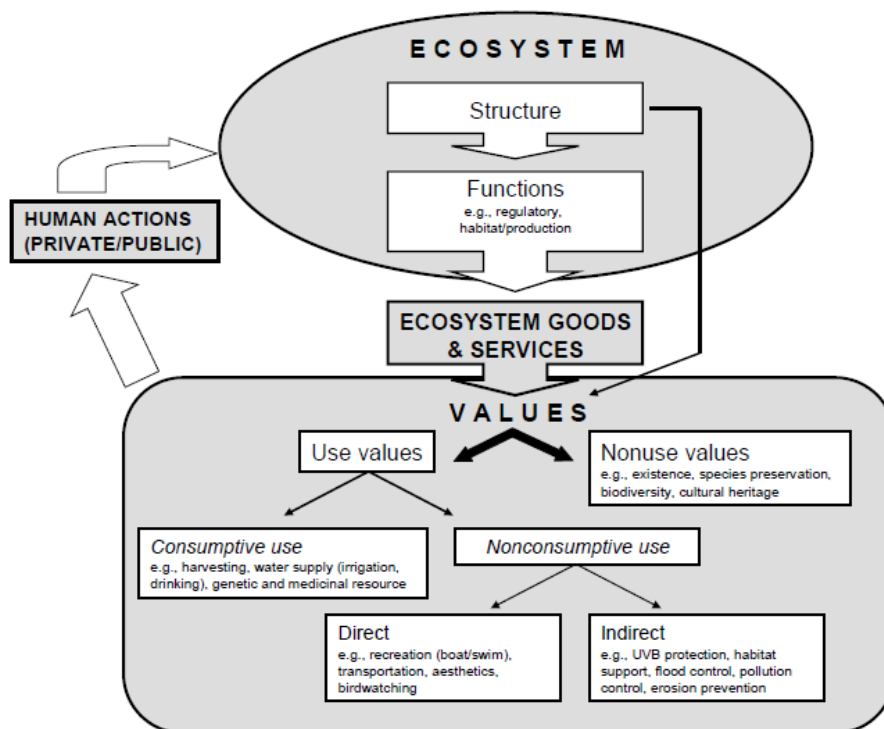 ECOSYSTEM
Structure
Functions
e.g., regulatory,
habitat/production
HUMAN ACTIONS
(PRIVATE/PUBLIC)
ECOSYSTEM GOODS
& SERVICES
VALUES
Use values
Nonuse values
e.g., existence, species preservation,
biodiversity, cultural heritage
Consumptive use
e.g., harvesting, water supply (irrigation,
drinking), genetic and medicinal resource
Nonconsumptive use
Direct
e.g., recreation (boat/swim),
transportation, aesthetics,
birdwatching
Indirect
e.g., UVB protection, habitat
support, flood control, pollution
control, erosion prevention